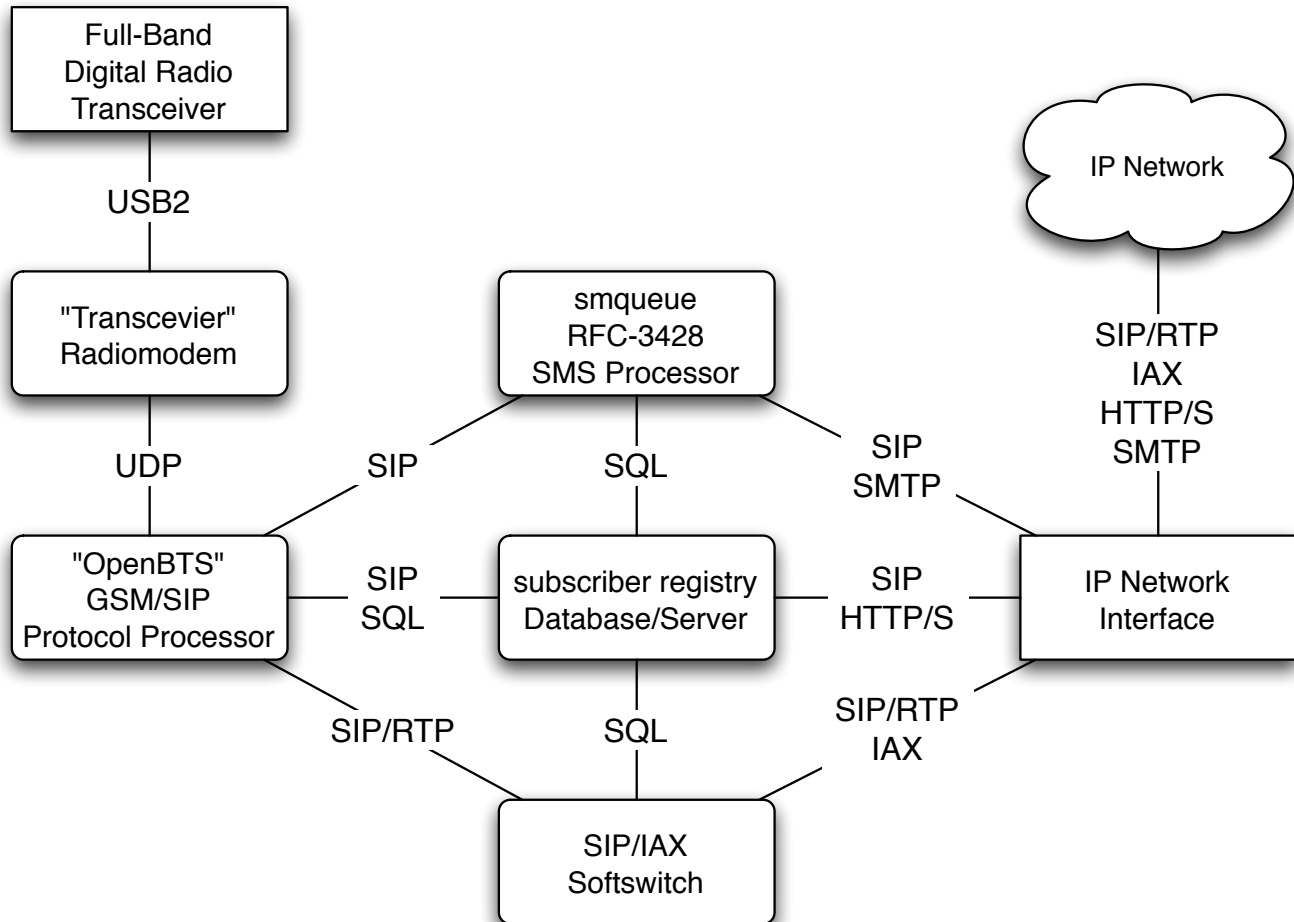 Full-Band
Digital Radio
Transceiver
USB2
IP Network
"Transcevier"
Radiomodem
smqueue
RFC-3428
SMS Processor
SIP/RTP
IAX
HTTP/S
SMTP
UDP
SIP
SQL
SIP
SMTP
"OpenBTS"
GSM/SIP
Protocol Processor
SIP
SQL
subscriber registry
Database/Server
SIP
HTTP/S
IP Network
Interface
SIP/RTP
SQL
SIP/RTP
IAX
SIP/IAX
Softswitch